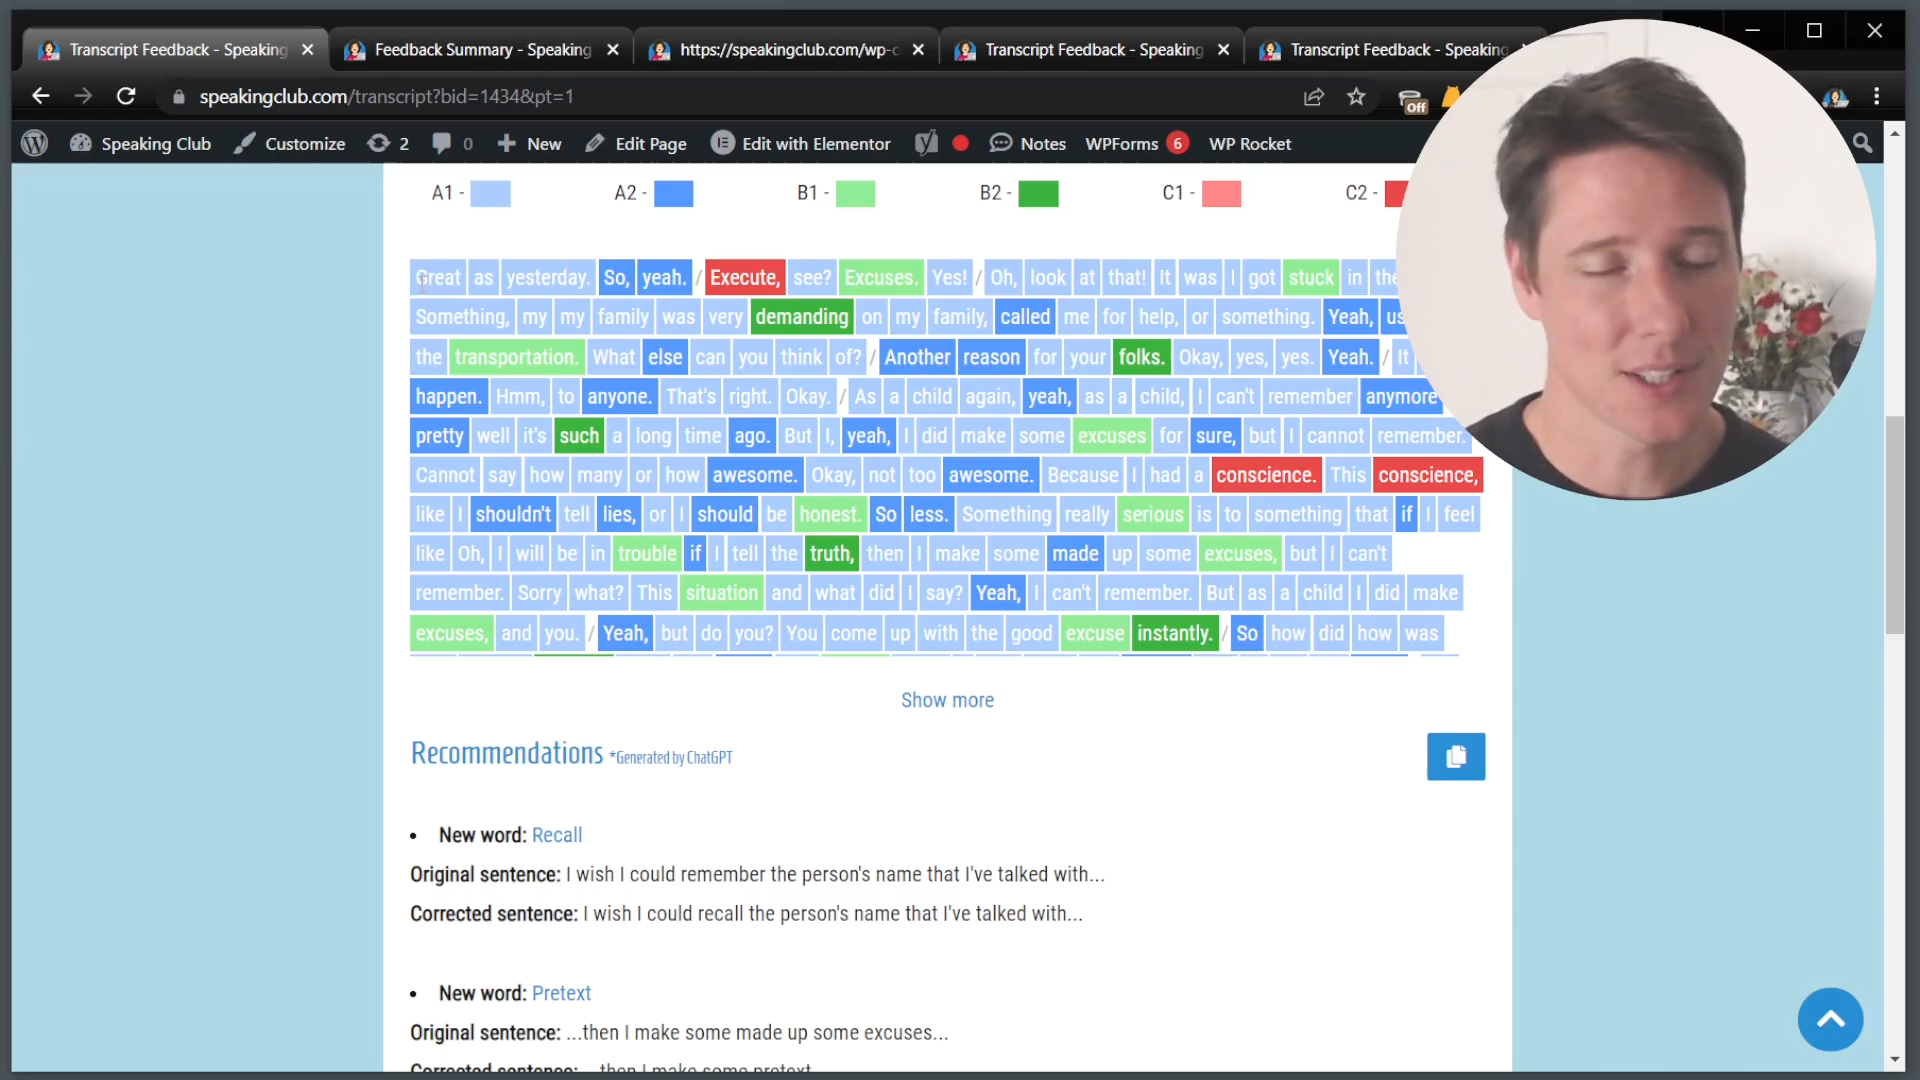 Transcript Feedback - Speaking
Feedback Summary - Speaking
https://speakingclub.com/wp-c
Transcript Feedback - Speaking
Transcript Feedback - Speaking
speakingclub.com/transcript?bid=1434&pt=1
Off
Speaking Club Customize 2 0 New Edit Page Edit with Elementor Notes WPForms 6 WP Rocket
A1 - A2 - B1 - B2 - C1 - C2 -
Great as yesterday. So, yeah. / Execute, see? Excuses. Yes! / Oh, look at that! It was I got stuck in the
Something, my my family was very demanding on my family, called me for help, or something. Yeah, us
the transportation. What else can you think of? / Another reason for your folks. Okay, yes, yes. Yeah. / It
happen. Hmm, to anyone. That's right. Okay. / As a child again, yeah, as a child, I can't remember anymore
pretty well it's such a long time ago. But I, yeah, I did make some excuses for sure, but I cannot remember.
Cannot say how many or how awesome. Okay, not too awesome. Because I had a conscience. This conscience,
like I shouldn't tell lies, or I should be honest. So less. Something really serious is to something that if I feel
like Oh, I will be in trouble if I tell the truth, then I make some made up some excuses, but I can't
remember. Sorry what? This situation and what did I say? Yeah, I can't remember. But as a child I did make
excuses, and you. / Yeah, but do you? You come up with the good excuse instantly. / So how did how was
Show more
Recommendations *Generated by ChatGPT
• New word: Recall
Original sentence: I wish I could remember the person's name that I've talked with...
Corrected sentence: I wish I could recall the person's name that I've talked with...
• New word: Pretext
Original sentence: ...then I make some made up some excuses...
Corrected sentence: ...then I make some pretext